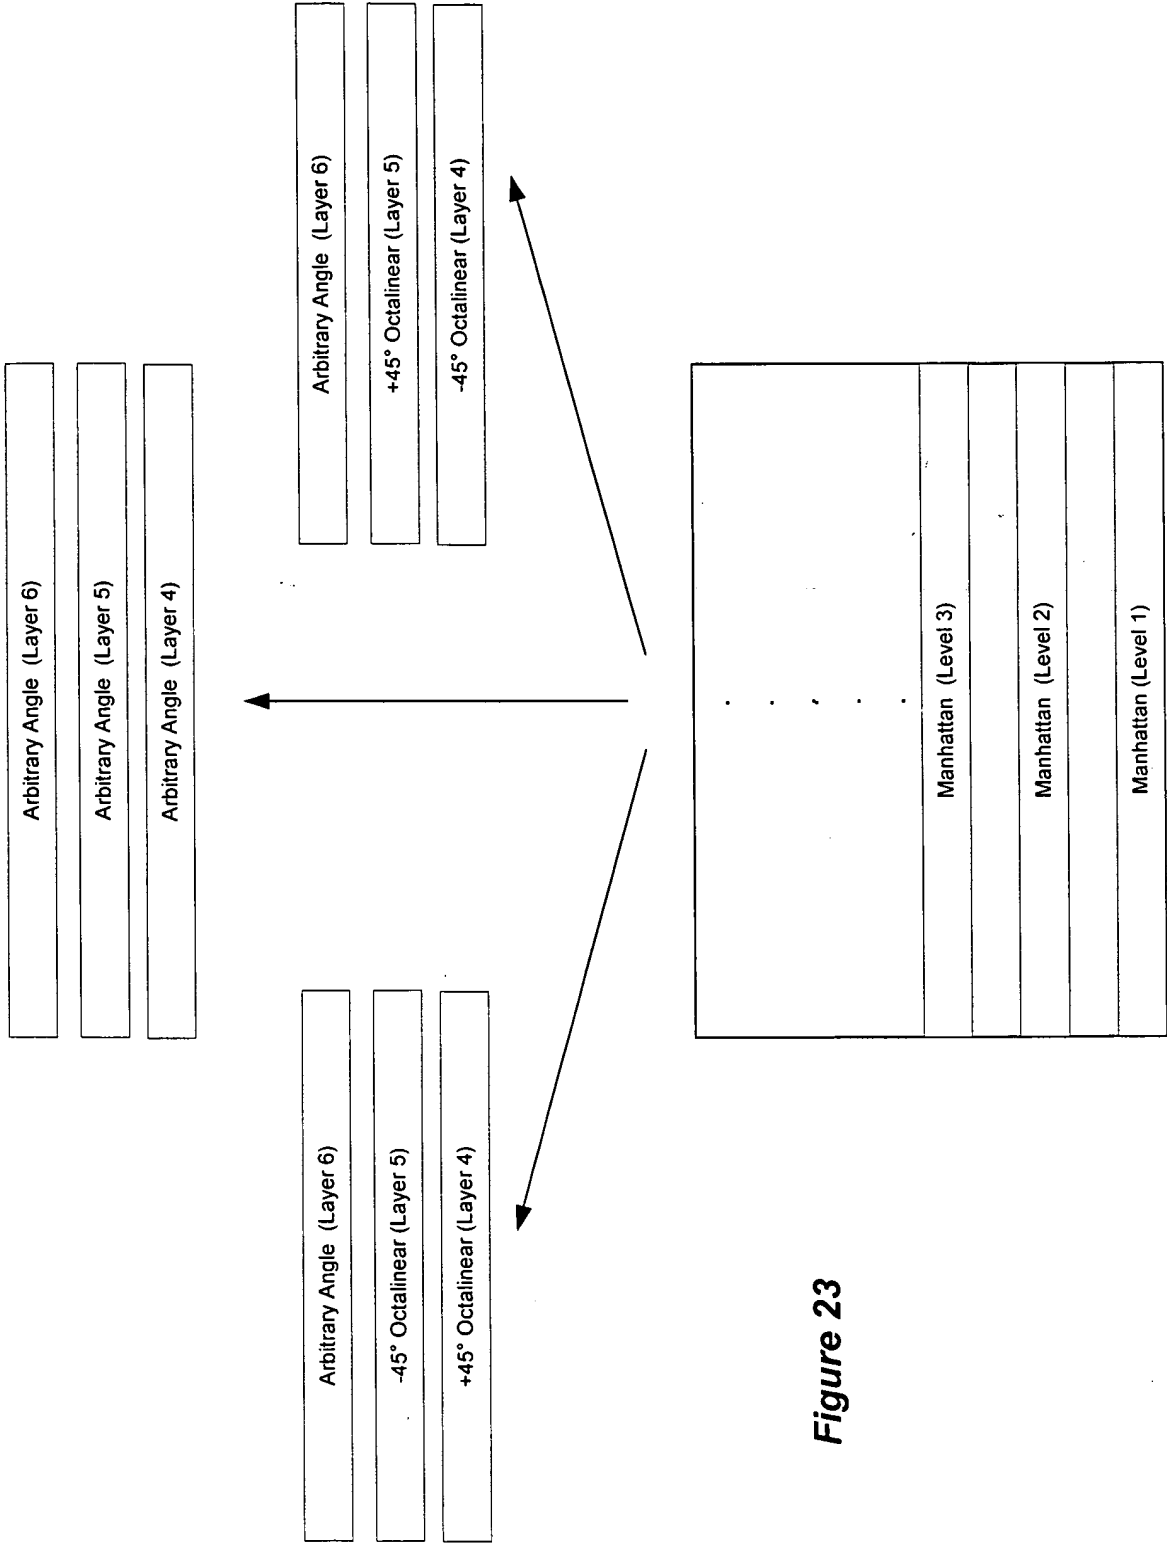 Arbitrary Angle (Layer 6)
Arbitrary Angle (Layer 5)
Arbitrary Angle (Layer 4)
Arbitrary Angle (Layer 6)
-45° Octalinear (Layer 5)
+45° Octalinear (Layer 4)
Arbitrary Angle (Layer 6)
+45° Octalinear (Layer 5)
-45° Octalinear (Layer 4)
Manhattan (Level 3)
Manhattan (Level 2)
Manhattan (Level 1)
Figure 23